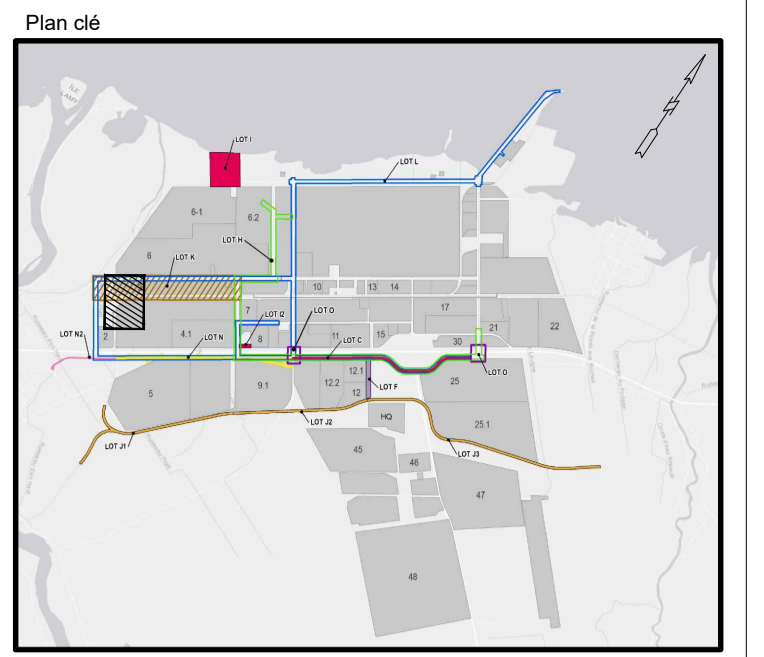 Plan clé
ÎLE
LAMY
LOT I
LOT L
6-1
6.2
LOT H
6
LOT K
10
13
14
7
17
LOT I2
LOT O
21
22
LOT N2
2
4.1
LOT N
8
11
LOT C
15
30
LOT O
12.1
25
5
9.1
12.2
12
LOT F
LOT J2
HQ
25.1
LOT J1
45
LOT J3
46
47
48